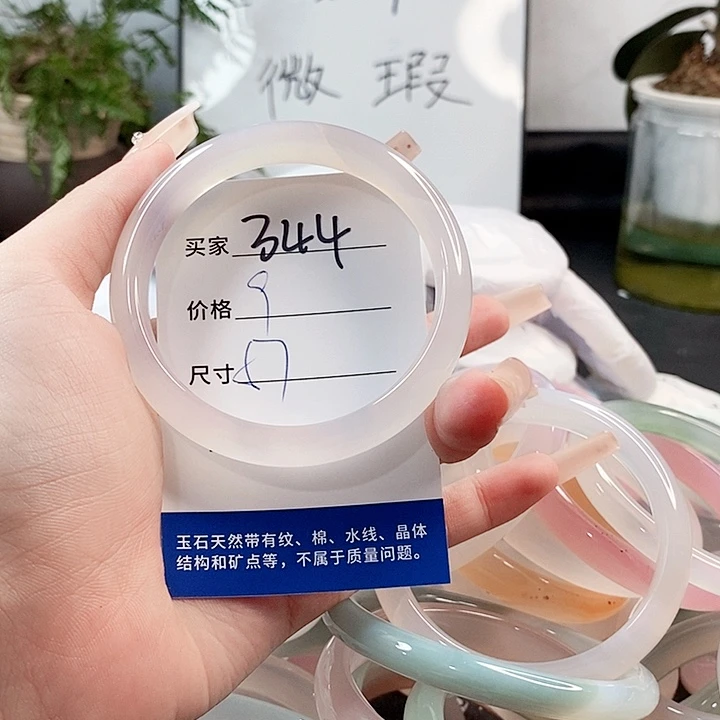 微 瑕
买家 344
价格 9
尺寸
玉石天然带有纹、棉、水线、晶体
结构和矿点等，不属于质量问题。